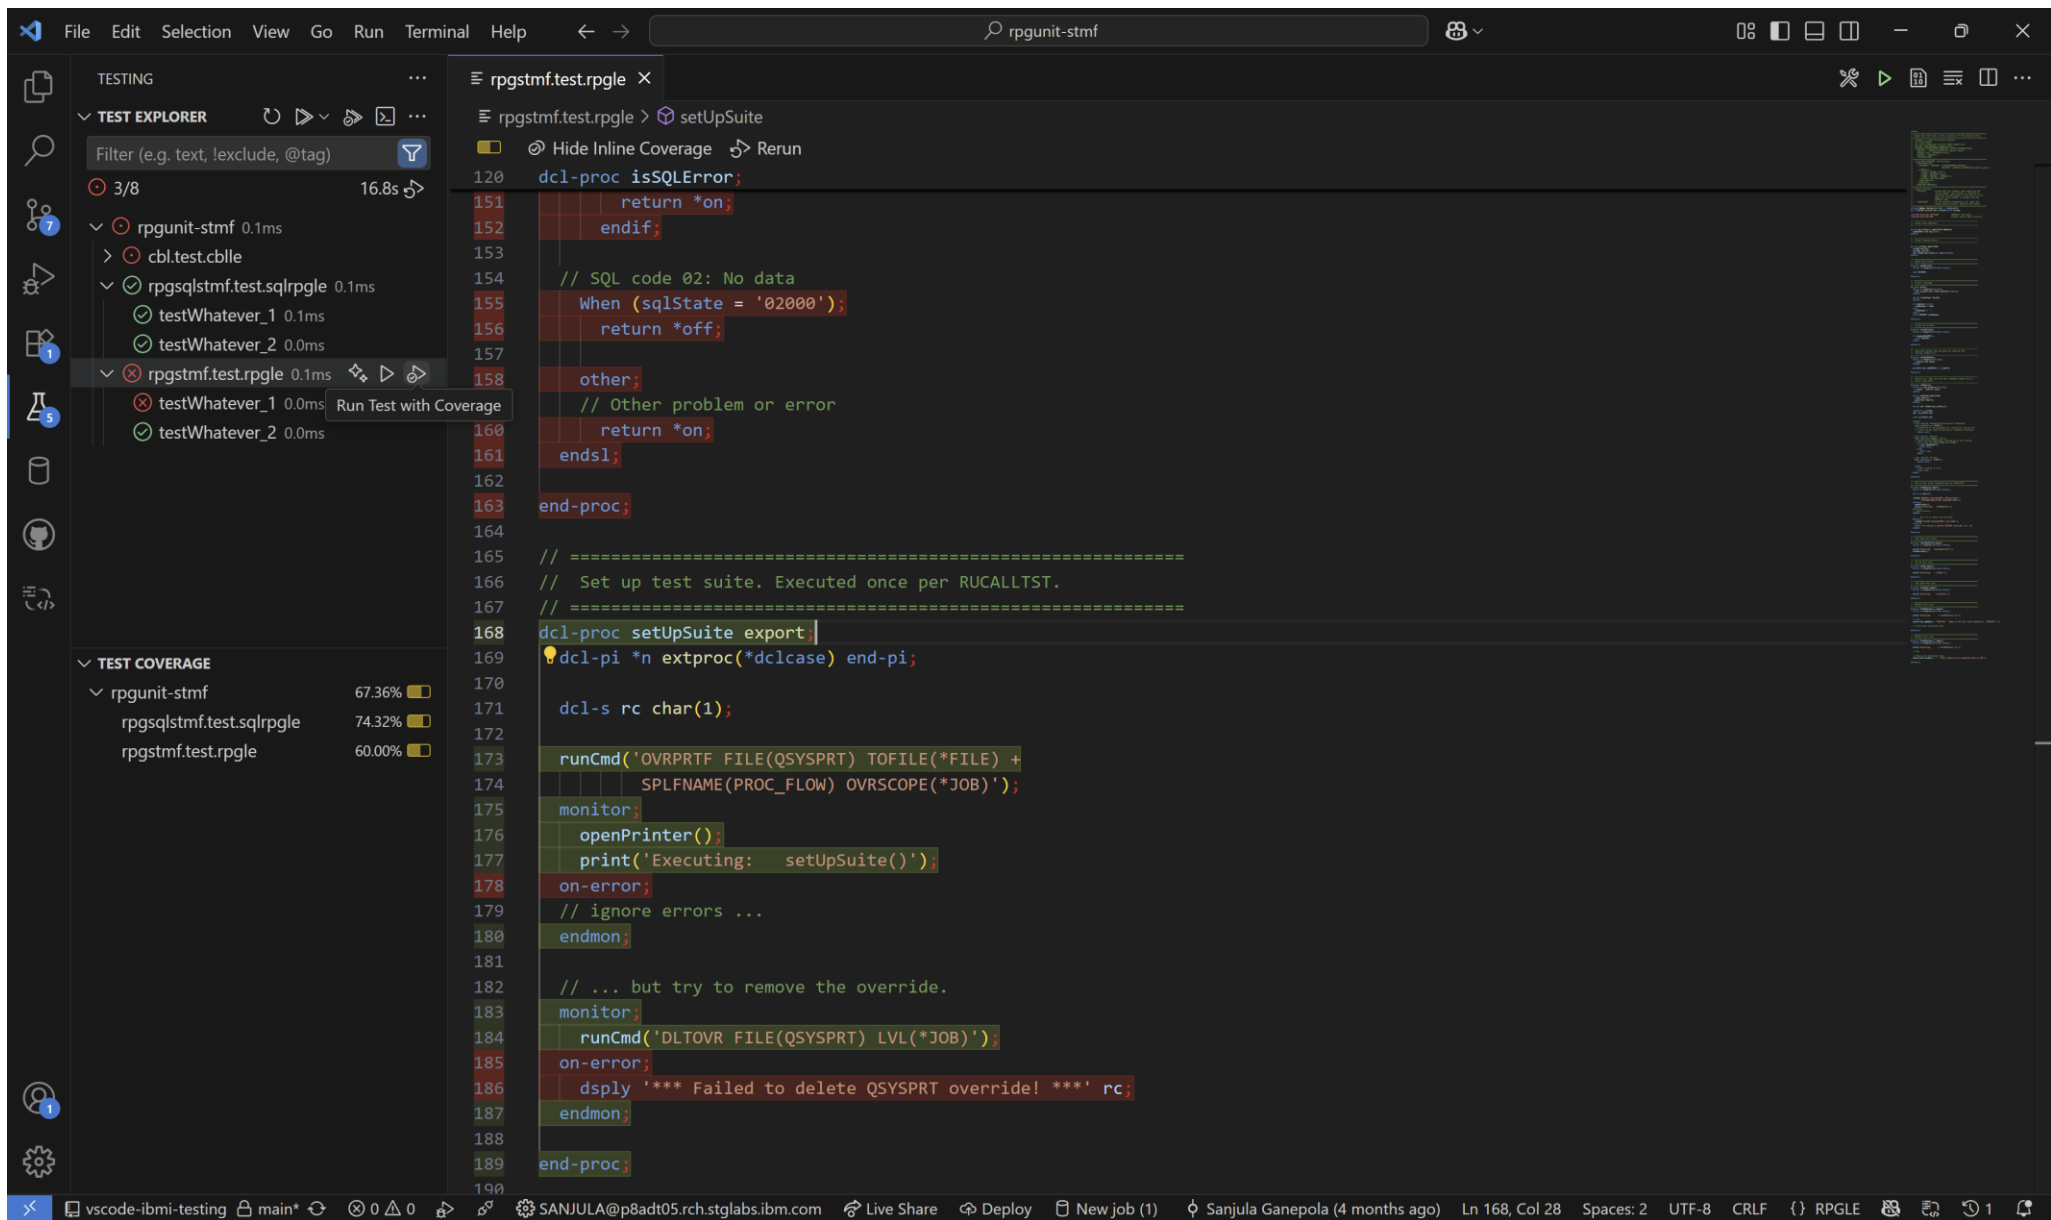 File Edit Selection View Go Run Terminal Help
rpgunit-stmf
TESTING
TEST EXPLORER
Filter (e.g. text, !exclude, @tag)
3/8 16.8s
rpgunit-stmf 0.1ms
cbl.test.cblle
rpgsqlstmf.test.sqlrpgle 0.1ms
testWhatever_1 0.1ms
testWhatever_2 0.0ms
rpgstmf.test.rpgle 0.1ms
testWhatever_1 0.0ms
Run Test with Coverage
testWhatever_2 0.0ms
7
1
5
1
TEST COVERAGE
rpgunit-stmf 67.36%
rpgsqlstmf.test.sqlrpgle 74.32%
rpgstmf.test.rpgle 60.00%
rpgstmf.test.rpgle
rpgstmf.test.rpgle > setUpSuite
Hide Inline Coverage Rerun
120 dcl-proc isSQLError;
151 return *on;
152 endif;
153
154 // SQL code 02: No data
155 When (sqlState = '02000');
156 return *off;
157
158 other;
// Other problem or error
160 return *on;
161 endsl;
162
163 end-proc;
164
165 // ============================================================
166 // Set up test suite. Executed once per RUCALLTST.
167 // ============================================================
168 dcl-proc setUpSuite export;
169 dcl-pi *n extproc(*dclcase) end-pi;
170
171 dcl-s rc char(1);
172
173 runCmd('OVRPRTF FILE(QSYSPRT) TOFILE(*FILE) +
174 SPLFNAME(PROC_FLOW) OVRSCOPE(*JOB)');
175 monitor;
176 openPrinter();
177 print('Executing:   setUpSuite()');
178 on-error;
179 // ignore errors ...
180 endmon;
181
182 // ... but try to remove the override.
183 monitor;
184 runCmd('DLTOVR FILE(QSYSPRT) LVL(*JOB)');
185 on-error;
186 dsply '*** Failed to delete QSYSPRT override! ***' rc;
187 endmon;
188
189 end-proc;
190
vscode-ibmi-testing main* 0 0 SANJULA@p8adt05.rch.stglabs.ibm.com Live Share Deploy New job (1) Sanjula Ganepola (4 months ago) Ln 168, Col 28 Spaces: 2 UTF-8 CRLF {} RPGLE 1